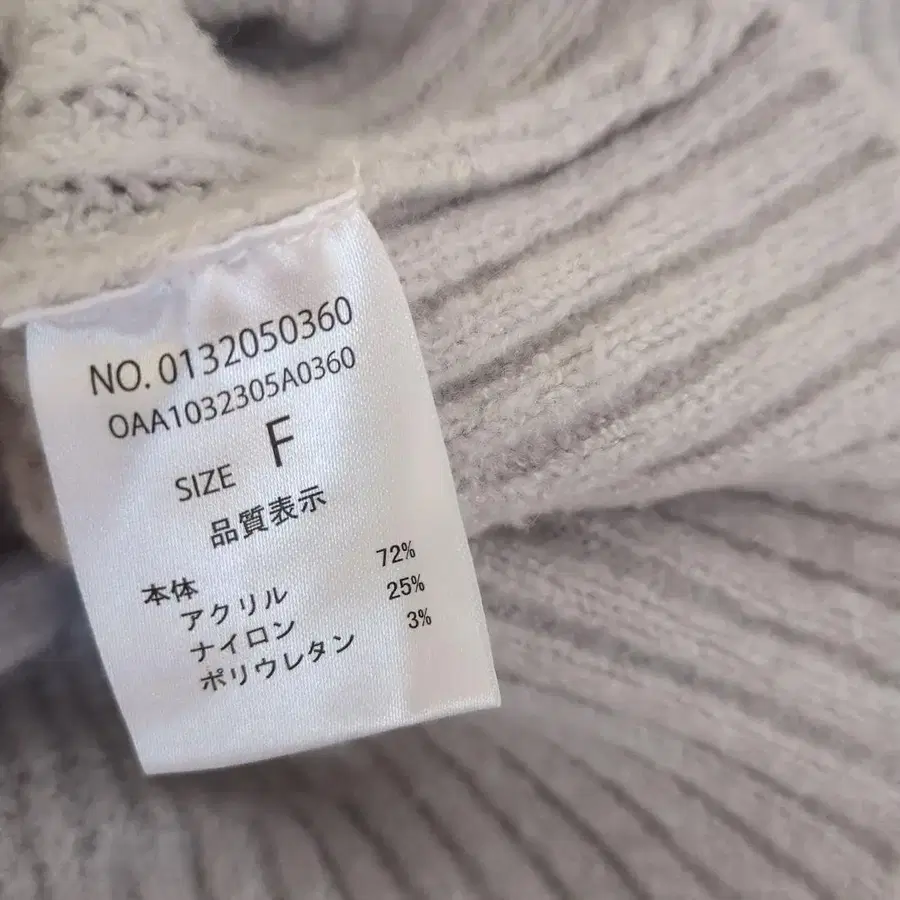 NO. 0132050360
OAA1032305A0360
SIZE F
品質表示
本体
アクリル 72%
ナイロン 25%
ポリウレタン 3%